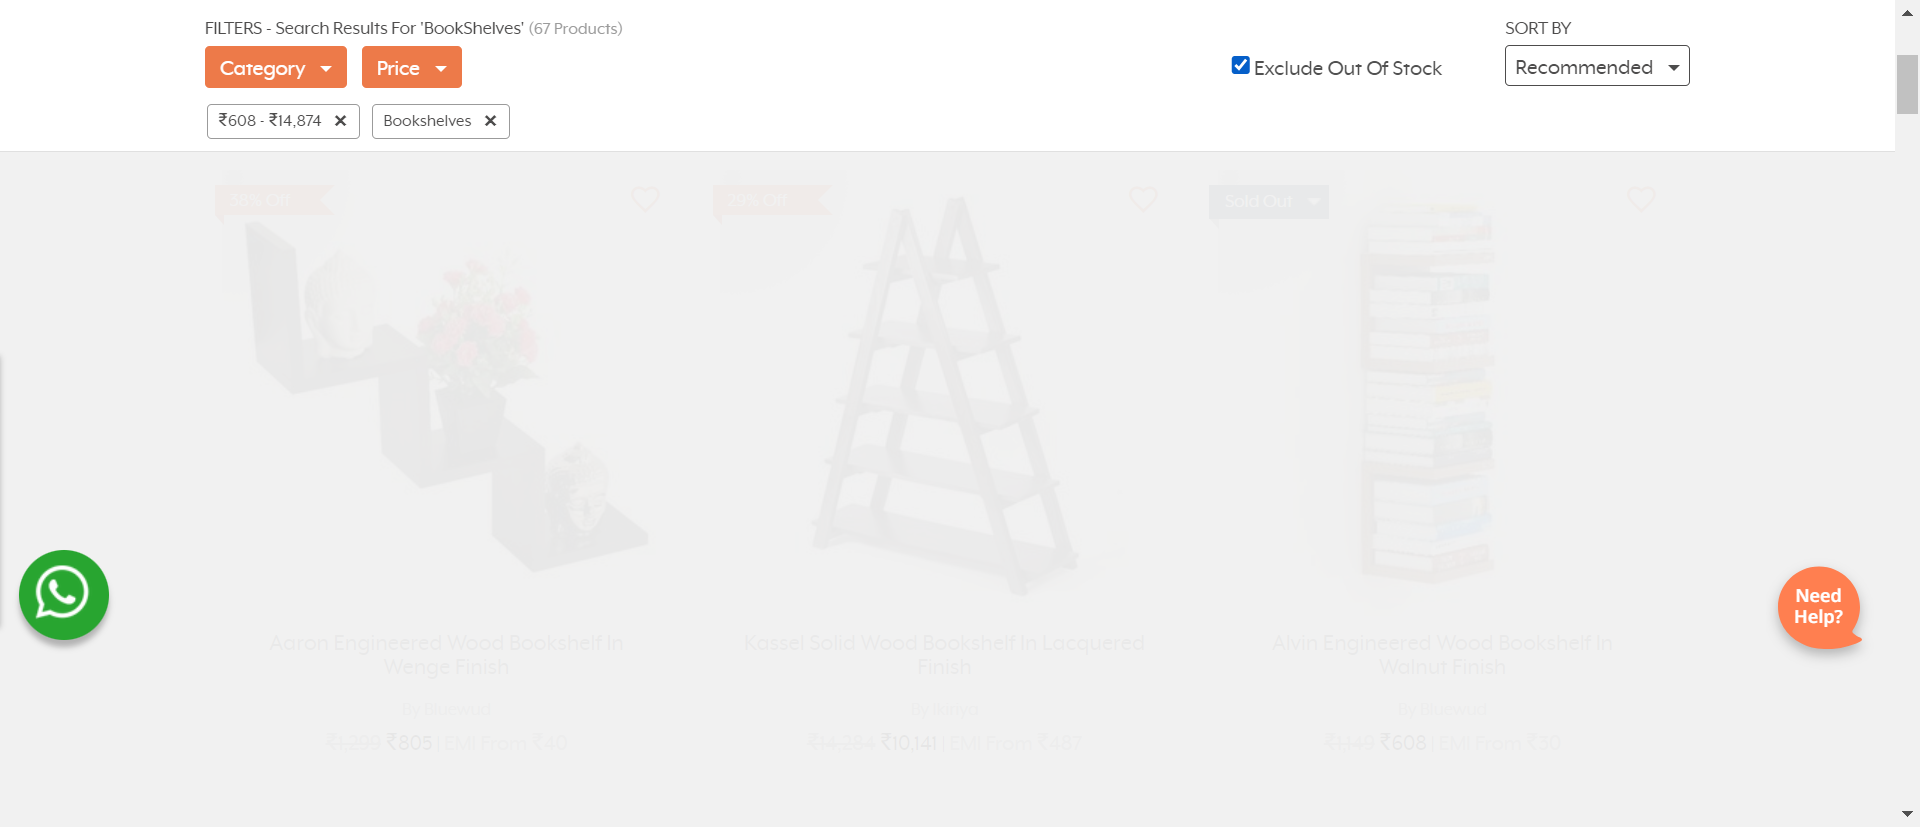 FILTERS - Search Results For 'BookShelves' (67 Products)
SORT BY
Category
Price
Exclude Out Of Stock
Recommended
₹608 - ₹14,874 ×
Bookshelves ×
38% Off
29% Off
Sold Out
Need
Help?
Aaron Engineered Wood Bookshelf In
Wenge Finish
By Bluewud
₹1,299 ₹805 | EMI From ₹40
Kassel Solid Wood Bookshelf In Lacquered
Finish
₹14,284 ₹10,141 | EMI From ₹487
Alvin Engineered Wood Bookshelf In
Walnut Finish
By Bluewud
₹1,149 ₹608 | EMI From ₹30